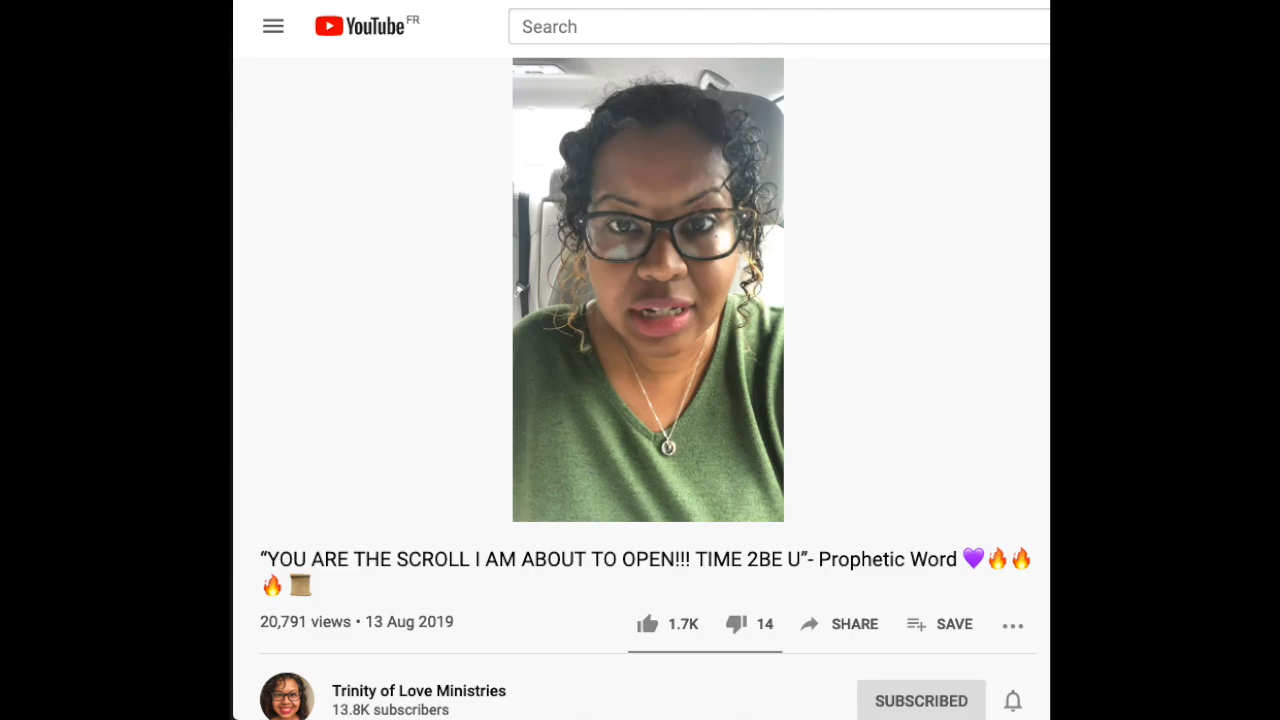 YouTube FR
Search
“YOU ARE THE SCROLL I AM ABOUT TO OPEN!!! TIME 2BE U”- Prophetic Word 💜🔥🔥
🔥📜
20,791 views • 13 Aug 2019
1.7K 14 SHARE SAVE
Trinity of Love Ministries
13.8K subscribers
SUBSCRIBED